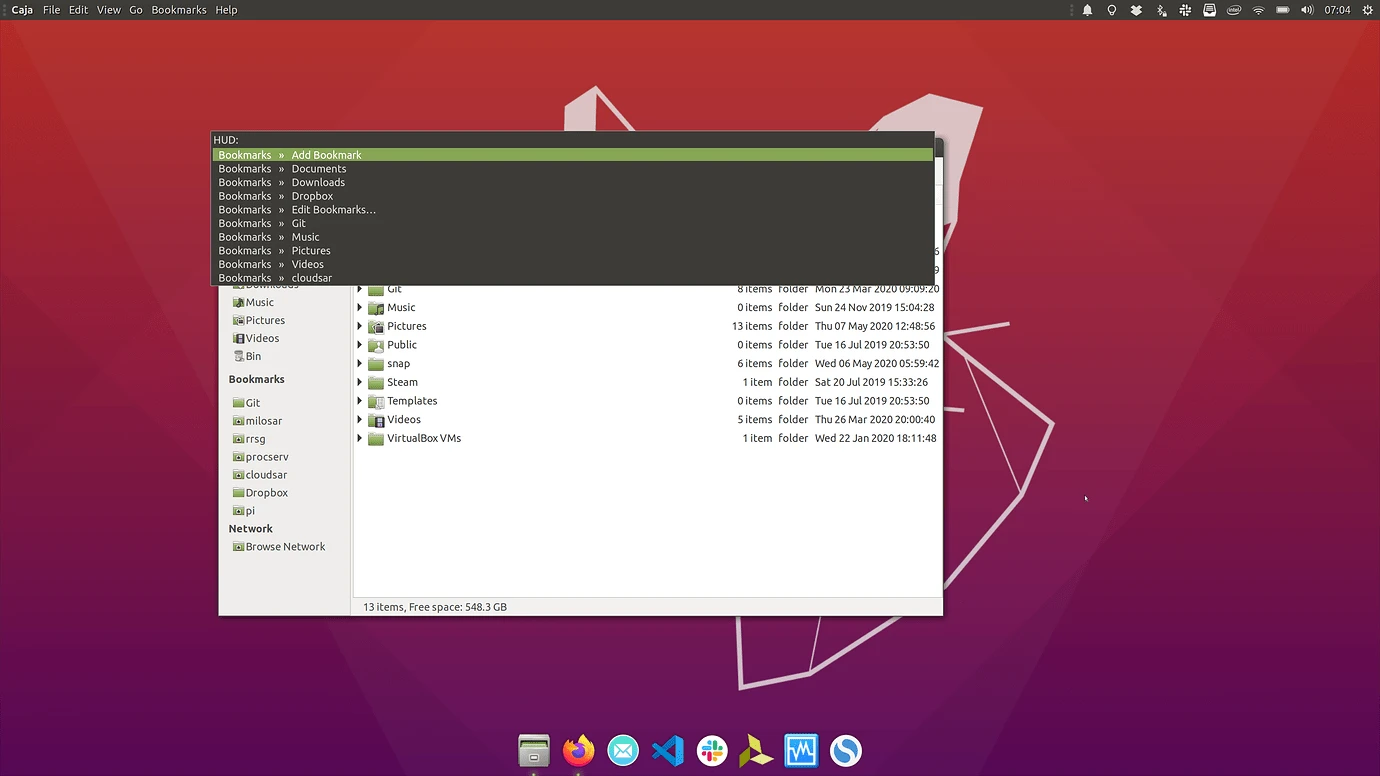 Caja File Edit View Go Bookmarks Help
intel 07:04
HUD:
Bookmarks » Add Bookmark
Bookmarks » Documents
Bookmarks » Downloads
Bookmarks » Dropbox
Bookmarks » Edit Bookmarks…
Bookmarks » Git
Bookmarks » Music
Bookmarks » Pictures
Bookmarks » Videos
Bookmarks » cloudsar
Downloads
Music
Pictures
Videos
Bin
Bookmarks
Git
milosar
rrsg
procserv
cloudsar
Dropbox
pi
Network
Browse Network
6
9
Git 8 items folder Mon 23 Mar 2020 09:09:20
Music 0 items folder Sun 24 Nov 2019 15:04:28
Pictures 13 items folder Thu 07 May 2020 12:48:56
Public 0 items folder Tue 16 Jul 2019 20:53:50
snap 6 items folder Wed 06 May 2020 05:59:42
Steam 1 item folder Sat 20 Jul 2019 15:33:26
Templates 0 items folder Tue 16 Jul 2019 20:53:50
Videos 5 items folder Thu 26 Mar 2020 20:00:40
VirtualBox VMs 1 item folder Wed 22 Jan 2020 18:11:48
13 items, Free space: 548.3 GB